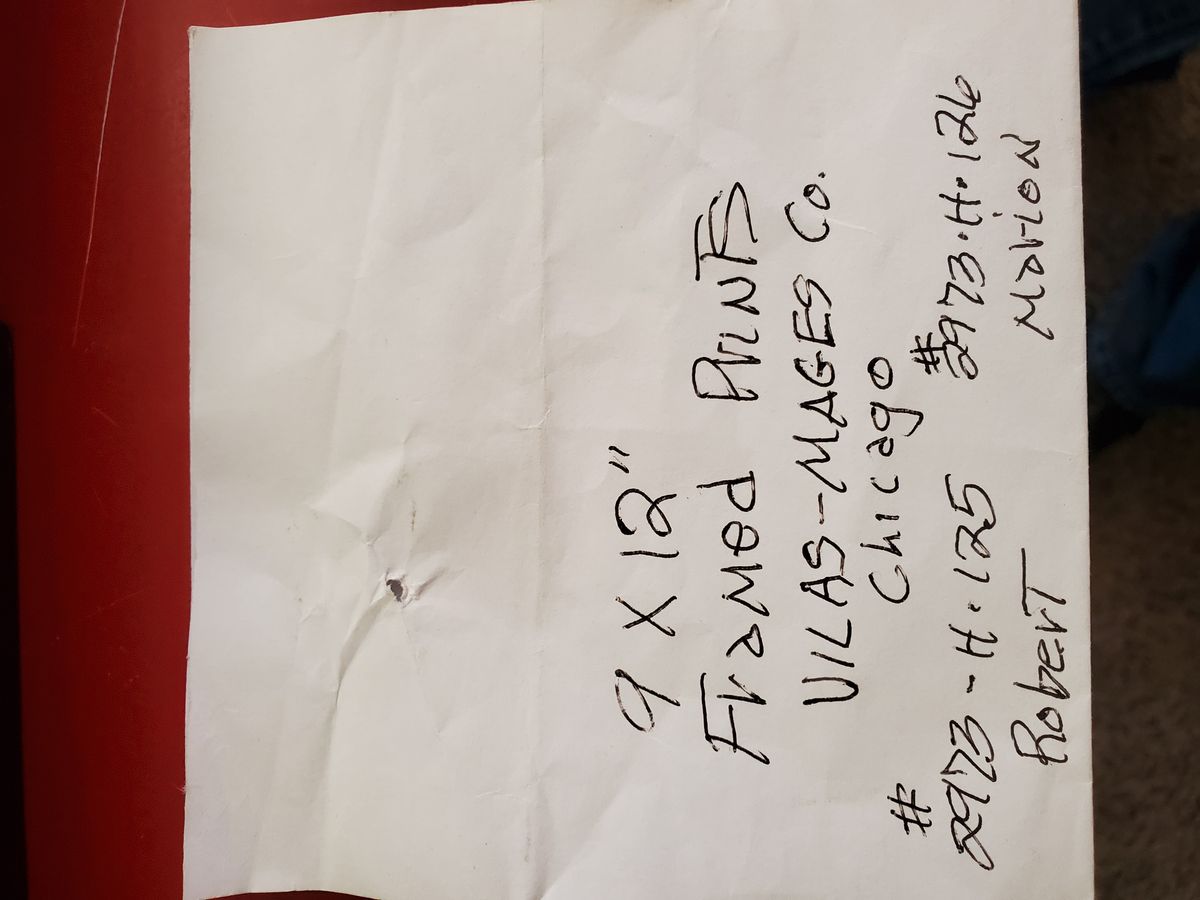 9 X 12"
Framed Prints
VILAS-MAGES Co.
Chicago
# 2973-H.125 # 2973.H.126
Robert Marion